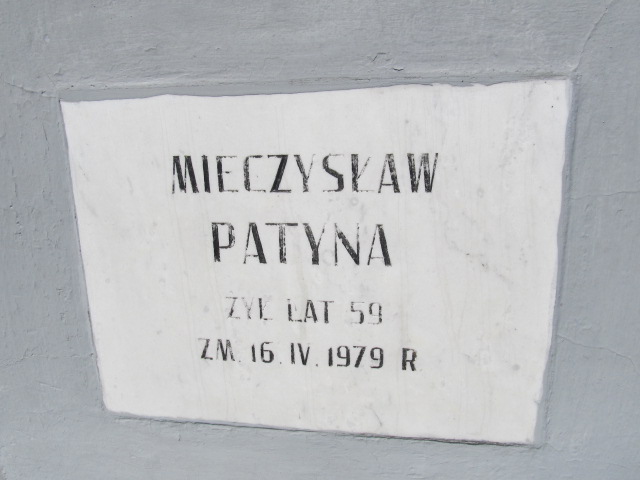 MIECZYSŁAW
PATYNA
ŻYŁ LAT 59
ZM. 16. IV. 1979 R